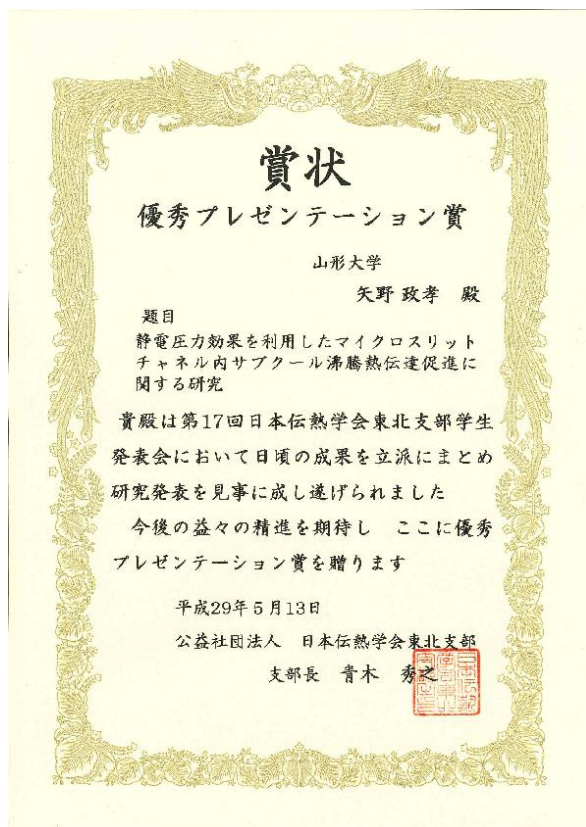 賞状
優秀プレゼンテーション賞
山形大学
矢野 政孝 殿
題目
静電圧力効果を利用したマイクロスリット
チャネル内サブクール沸騰熱伝達促進に
関する研究
貴殿は第17回日本伝熱学会東北支部学生
発表会において日頃の成果を立派にまとめ
研究発表を見事に成し遂げられました
今後の益々の精進を期待し ここに優秀
プレゼンテーション賞を贈ります
平成29年5月13日
公益社団法人 日本伝熱学会東北支部
支部長 青木 秀之